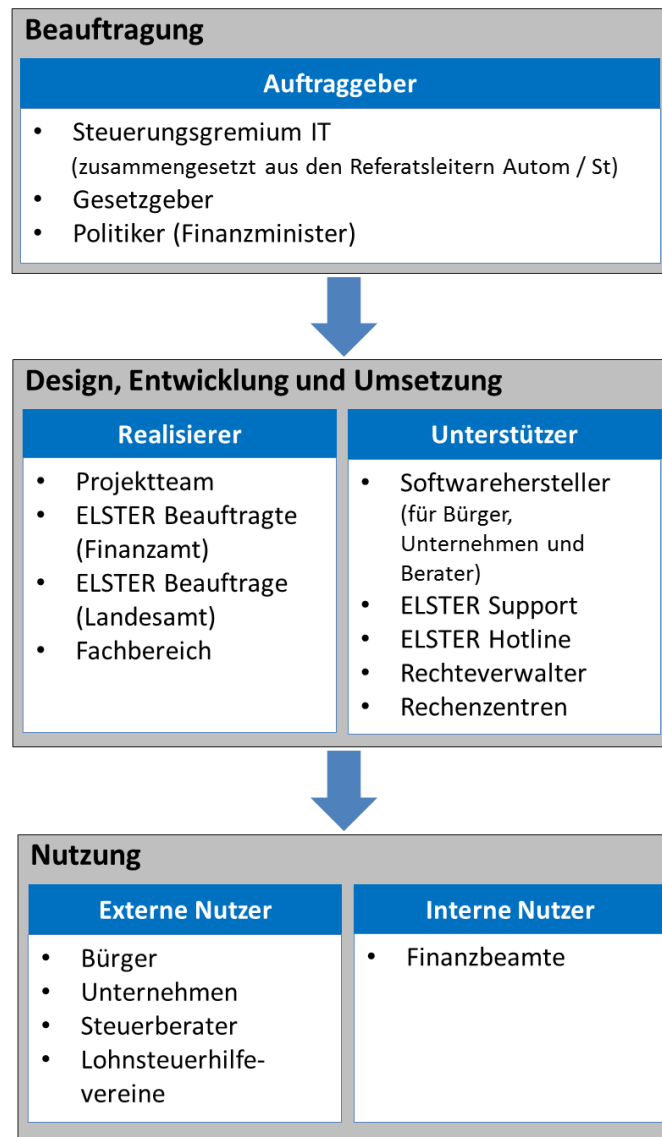 Beauftragung
Auftraggeber
• Steuerungsgremium IT
(zusammengesetzt aus den Referatsleitern Autom / St)
• Gesetzgeber
• Politiker (Finanzminister)
Design, Entwicklung und Umsetzung
Realisierer
• Projektteam
• ELSTER Beauftragte
(Finanzamt)
• ELSTER Beauftrage
(Landesamt)
• Fachbereich
Unterstützer
• Softwarehersteller
(für Bürger,
Unternehmen und
Berater)
• ELSTER Support
• ELSTER Hotline
• Rechteverwalter
• Rechenzentren
Nutzung
Externe Nutzer
• Bürger
• Unternehmen
• Steuerberater
• Lohnsteuerhilfe-
vereine
Interne Nutzer
• Finanzbeamte